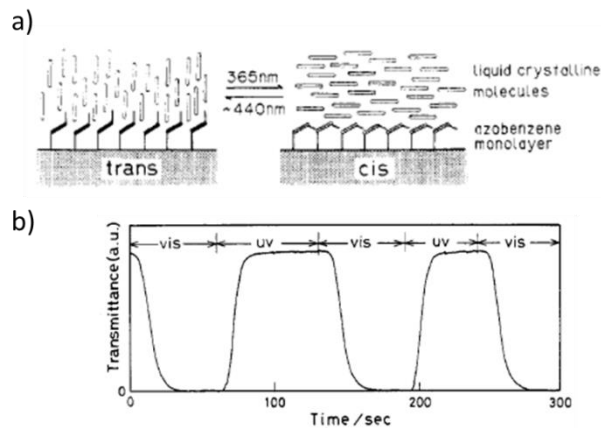 a)
365nm
~440nm
liquid crystalline
molecules
azobenzene
monolayer
trans
cis
b)
Transmittance (a.u.)
vis
uv
vis
uv
vis
0
0
100
200
300
Time/sec